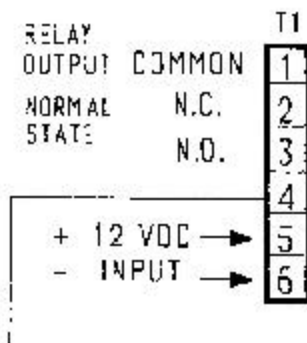 T1
RELAY
OUTPUT COMMON 1
NORMAL N.C. 2
STATE N.O. 3
4
+ 12 VDC 5
- INPUT 6